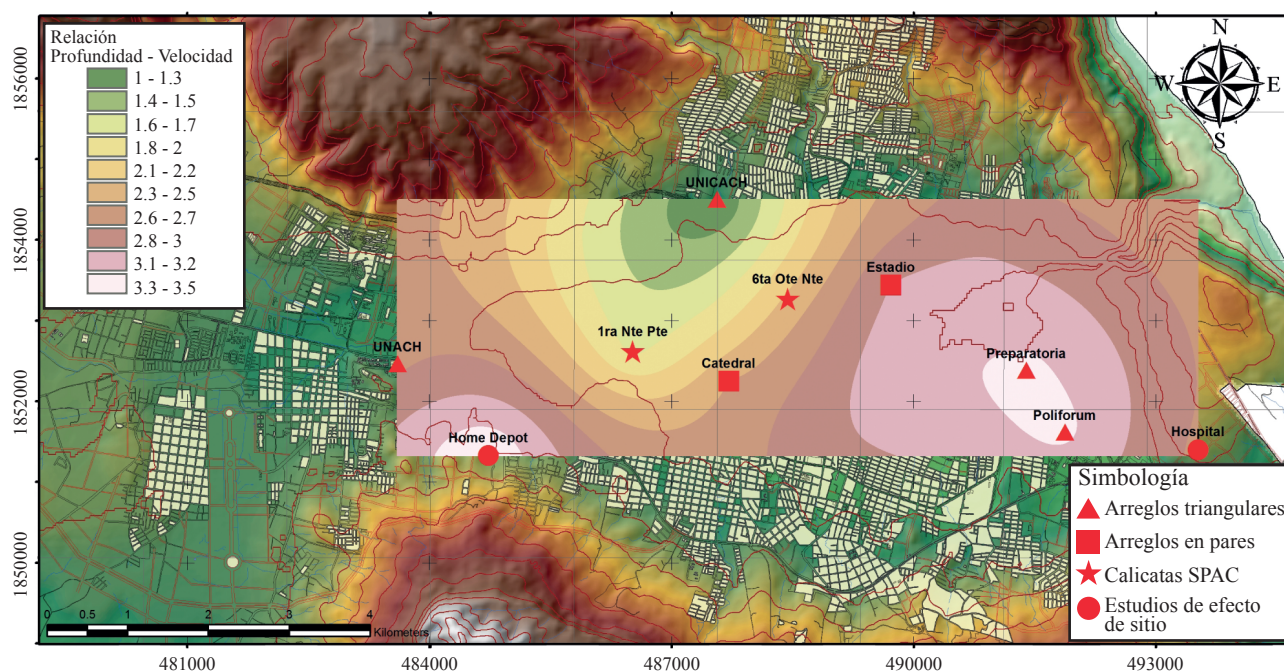 Relación
Profundidad - Velocidad
1 - 1.3
1.4 - 1.5
1.6 - 1.7
1.8 - 2
2.1 - 2.2
2.3 - 2.5
2.6 - 2.7
2.8 - 3
3.1 - 3.2
3.3 - 3.5
N
W E
S
1856000
1854000
1852000
1850000
UNICACH
6ta Ote Nte
Estadio
1ra Nte Pte
UNACH
Catedral
Preparatoria
Poliforum
Home Depot
Hospital
Simbología
Arreglos triangulares
Arreglos en pares
Calicatas SPAC
Estudios de efecto
de sitio
0 0.5 1 2 3 4
Kilometers
481000 484000 487000 490000 493000